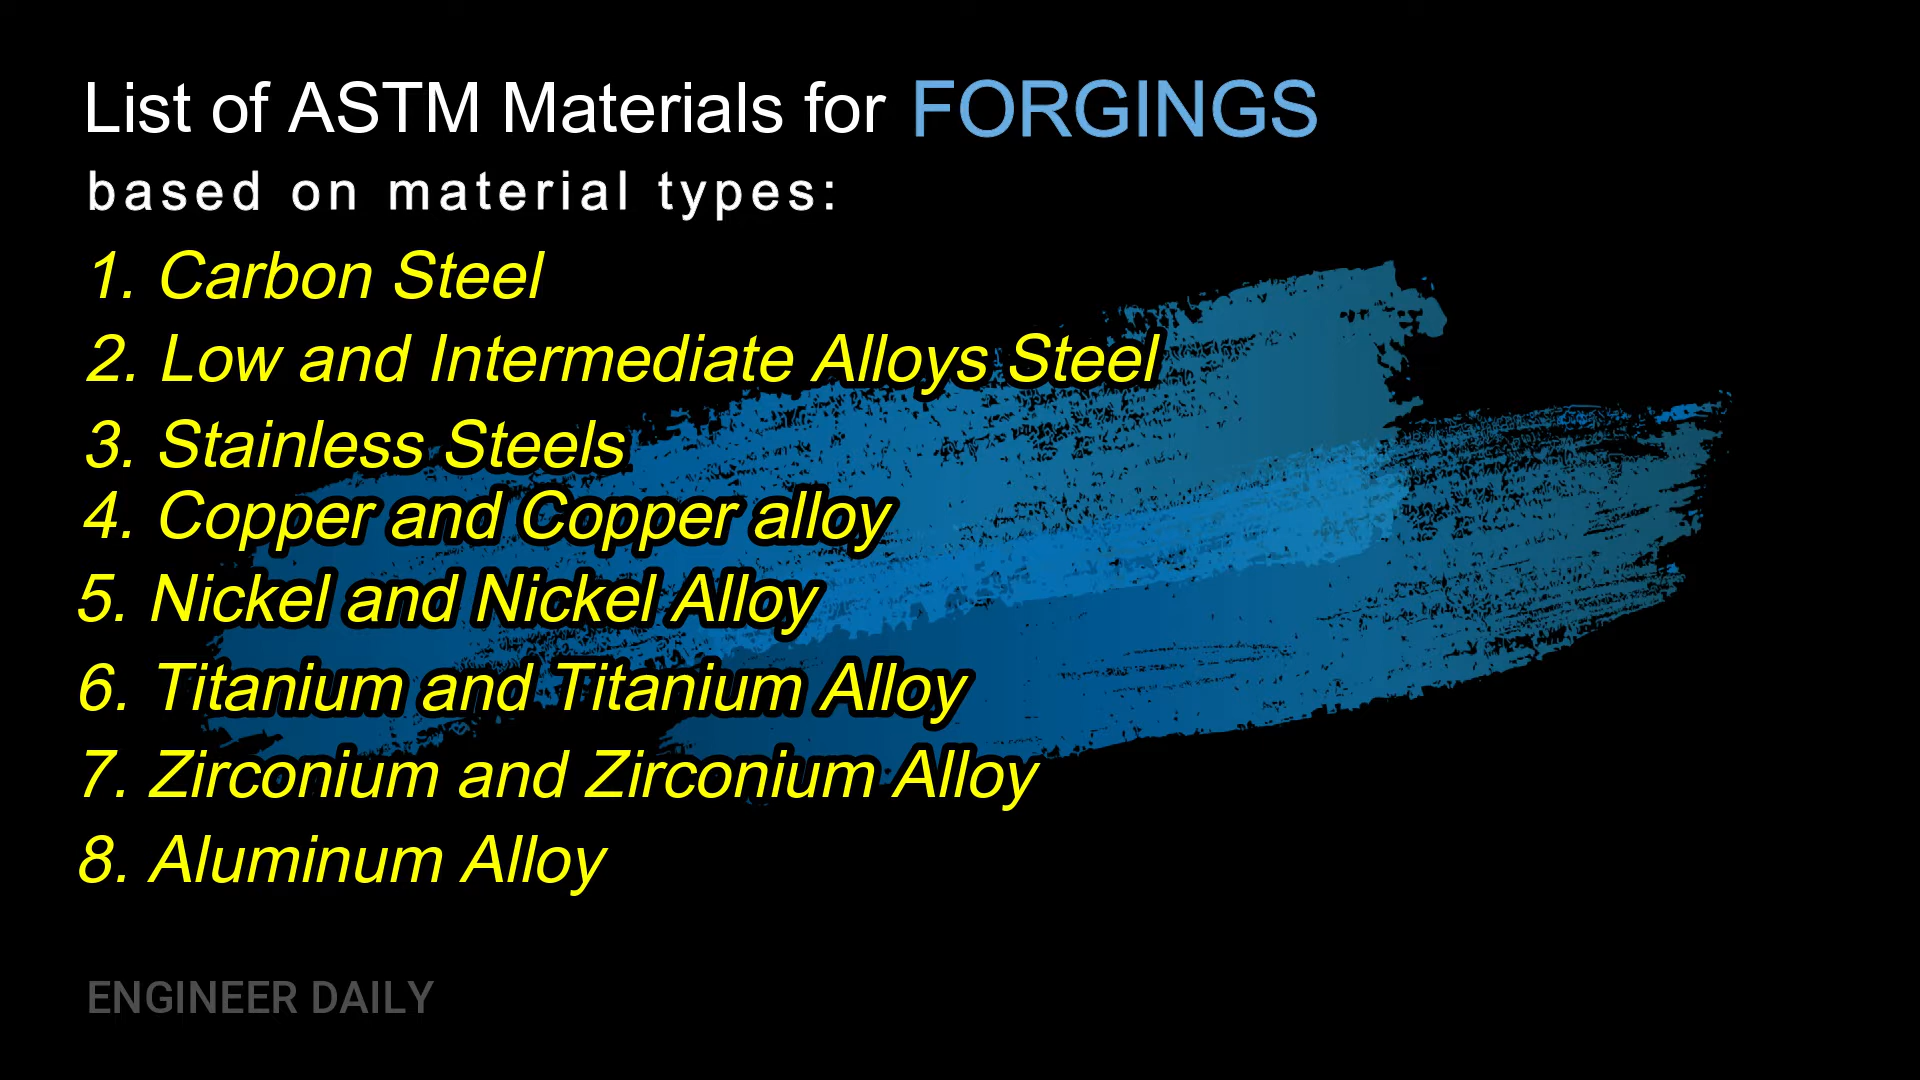 List of ASTM Materials for FORGINGS
based on material types:
1. Carbon Steel
2. Low and Intermediate Alloys Steel
3. Stainless Steels
4. Copper and Copper alloy
5. Nickel and Nickel Alloy
6. Titanium and Titanium Alloy
7. Zirconium and Zirconium Alloy
8. Aluminum Alloy
ENGINEER DAILY